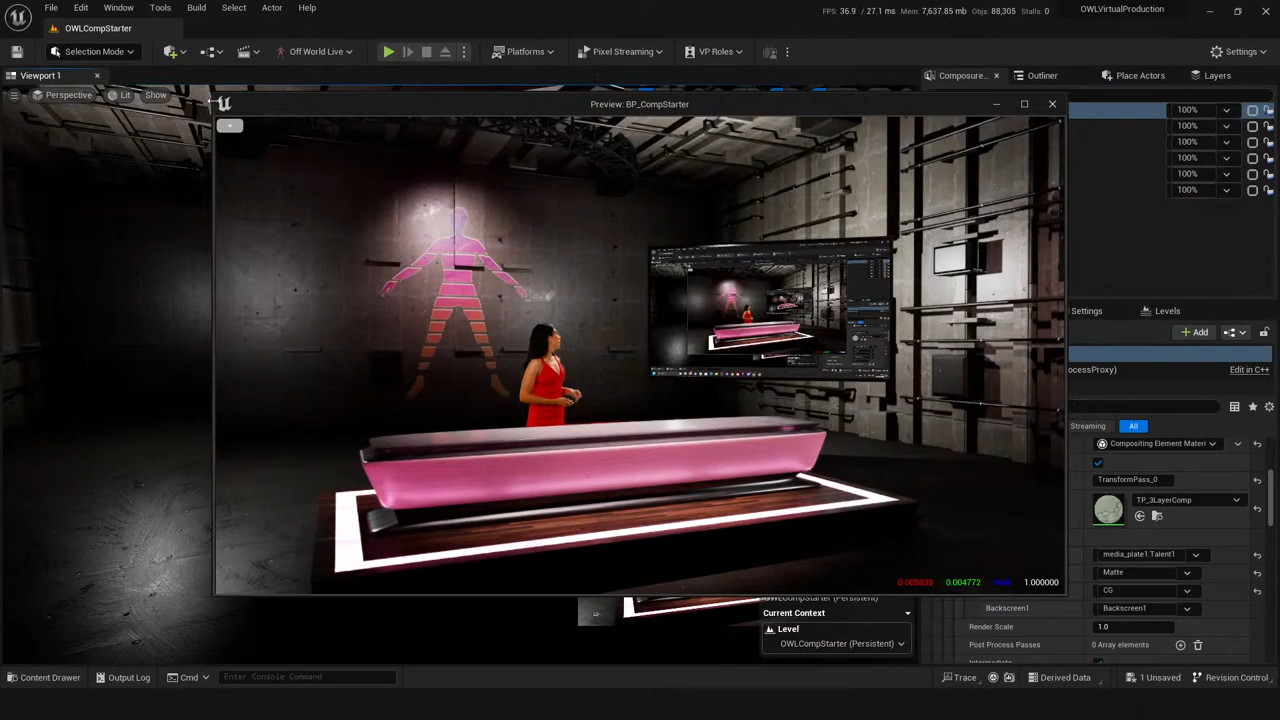 File Edit Window Tools Build Select Actor Help
FPS: 36.9 / 27.1 ms Mem: 7,637.85 mb Objs: 88,305 Stalls: 0
OWLVirtualProduction
OWLCompStarter
Selection Mode
Off World Live
Platforms
Pixel Streaming
VP Roles
Settings
Viewport 1
Composure...
Outliner
Place Actors
Layers
Perspective
Lit
Show
Preview: BP_CompStarter
100%
100%
100%
100%
100%
100%
Settings
Levels
Add
ocessProxy)
Edit in C++
Streaming
All
Compositing Element Materi
TransformPass_0
TP_3LayerComp
media_plate1.Talent1
Matte
CG
0.004772
1.000000
OWLCompStarter (Persistent)
Current Context
Backscreen1
Backscreen1
Level
Render Scale
1.0
OWLCompStarter (Persistent)
Post Process Passes
0 Array elements
Content Drawer
Output Log
Cmd
Enter Console Command
Trace
Derived Data
1 Unsaved
Revision Control